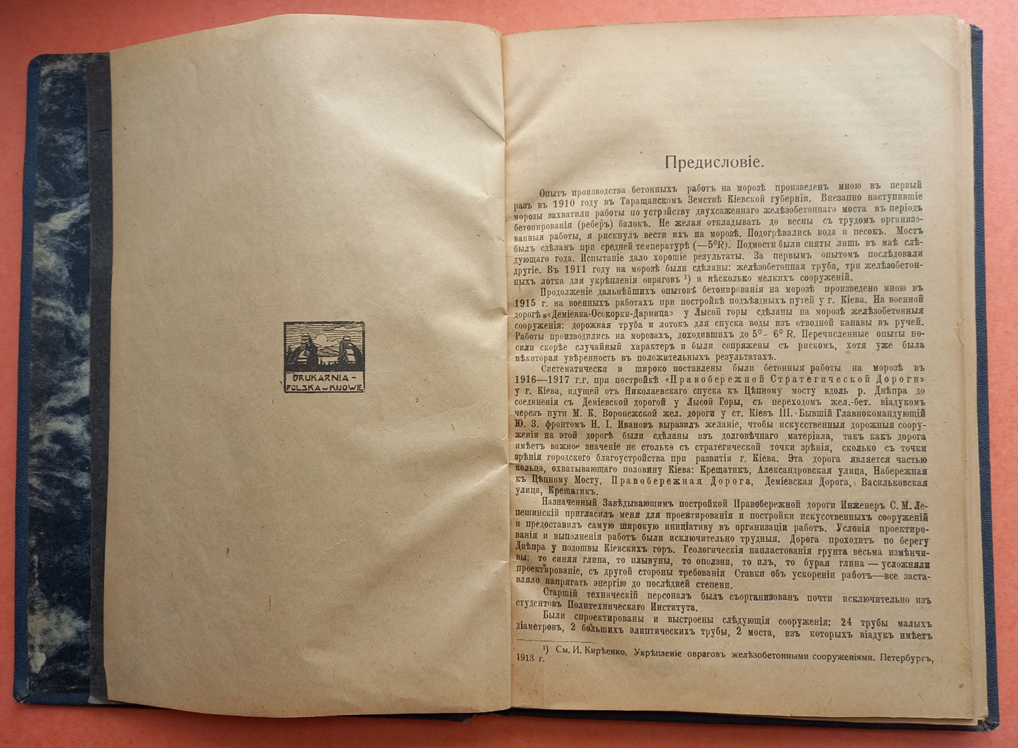 DRUKARNIA-
POLSKA-W-KIJOWIE
Предисловіе.
Опытъ производства бетонныхъ работъ на морозѣ произведенъ мною въ первый
разъ въ 1910 году въ Таращанскомъ Земствѣ Кіевской губерніи. Внезапно наступившіе
морозы захватили работы по устройству двухсаженнаго желѣзобетоннаго моста въ періодъ
бетонированія (реберъ) балокъ. Не желая откладывать до весны съ трудомъ организо-
ванныя работы, я рискнулъ вести ихъ на морозѣ. Подогрѣвались вода и песокъ. Мостъ
былъ сдѣланъ при средней температурѣ (—5°R). Подмости были сняты лишь въ маѣ слѣ-
дующаго года. Испытаніе дало хорошіе результаты. За первымъ опытомъ послѣдовали
другіе. Въ 1911 году на морозѣ были сдѣланы: желѣзобетонная труба, три желѣзобетон-
ныхъ лотка для укрѣпленія овраговъ ¹) и нѣсколько мелкихъ сооруженій.
Продолженіе дальнѣйшихъ опытовъ бетонированія на морозѣ произведено мною въ
1915 г. на военныхъ работахъ при постройкѣ подъѣздныхъ путей у г. Кіева. На военной
дорогѣ «Деміевка-Осокорки-Дарница» у Лысой горы сдѣланы на морозѣ желѣзобетонныя
сооруженія: дорожная труба и лотокъ для спуска воды изъ отводной канавы въ ручей.
Работы производились на морозахъ, доходившихъ до 5°- 6° R. Перечисленные опыты но-
сили скорѣе случайный характеръ и были сопряжены съ рискомъ, хотя уже была
нѣкоторая увѣренность въ положительныхъ результатахъ.
Систематически и широко поставлены были бетонныя работы на морозѣ въ
1916—1917 г.г. при постройкѣ «Правобережной Стратегической Дороги»
у г. Кіева, идущей отъ Николаевскаго спуска къ Цѣпному мосту вдоль р. Днѣпра до
соединенія съ Деміевской дорогой у Лысой Горы, съ переходомъ жел.-бет. віадукомъ
черезъ пути М. К. Воронежской жел. дороги у ст. Кіевъ III.- Бывшій Главнокомандующій
Ю. З. фронтомъ Н. І. Ивановъ выразилъ желаніе, чтобы искусственныя дорожныя соору-
женія на этой дорогѣ были сдѣланы изъ долговѣчнаго матеріала, такъ какъ дорога
имѣетъ важное значеніе не столько съ стратегической точки зрѣнія, сколько съ точки
зрѣнія городского благоустройства при развитіи г. Кіева. Эта дорога является частью
кольца, охватывающаго половину Кіева: Крещатикъ, Александровская улица, Набережная
къ Цѣпному Мосту, Правобережная Дорога, Деміевская Дорога, Васильковская
улица, Крещатикъ.
Назначенный Завѣдывающимъ постройкой Правобережной дороги Инженеръ С. М. Ле-
пешинскій пригласилъ меня для проектированія и постройки искусственныхъ сооруженій
и предоставилъ самую широкую иниціативу въ организаціи работъ. Условія проектиро-
ванія и выполненія работъ были исключительно трудныя. Дорога проходитъ по берегу
Днѣпра у подошвы Кіевскихъ горъ. Геологическія напластованія грунта весьма измѣнчи-
вы: то синяя глина, то плывуны, то оползни, то илъ, то бурая глина — усложняли
проектированіе, съ другой стороны требованія Ставки объ ускореніи работъ—все заста-
вляло напрягать энергію до послѣдней степени.
Старшій техническій персоналъ былъ съорганизованъ почти исключительно изъ
студентовъ Политехническаго Института.
Были спроектированы и выстроены слѣдующія сооруженія: 24 трубы малыхъ
діаметровъ, 2 большихъ элиптическихъ трубы, 2 моста, изъ которыхъ віадукъ имѣетъ
¹) См. И. Кирѣенко. Укрѣпленіе овраговъ желѣзобетонными сооруженіями. Петербургъ,
1913 г.